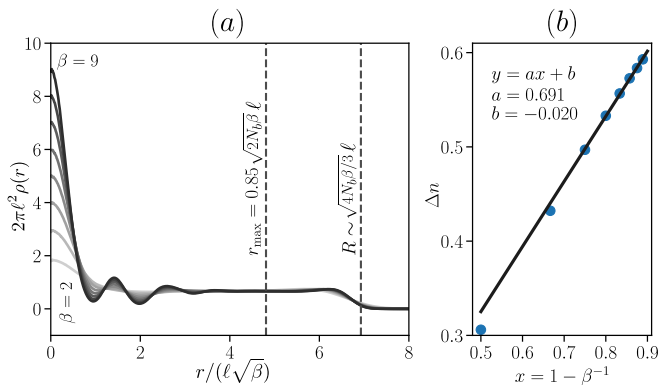 (a)
10
8
6
4
2
0
2πℓ²ρ(r)
β = 9
β = 2
r_max = 0.85√(2N_bβ) ℓ
R ∼ √(4N_bβ/3) ℓ
0 2 4 6 8
r/(ℓ√β)
(b)
0.6
0.5
0.4
0.3
Δn
y = ax + b
a = 0.691
b = −0.020
0.5 0.6 0.7 0.8 0.9
x = 1 − β⁻¹